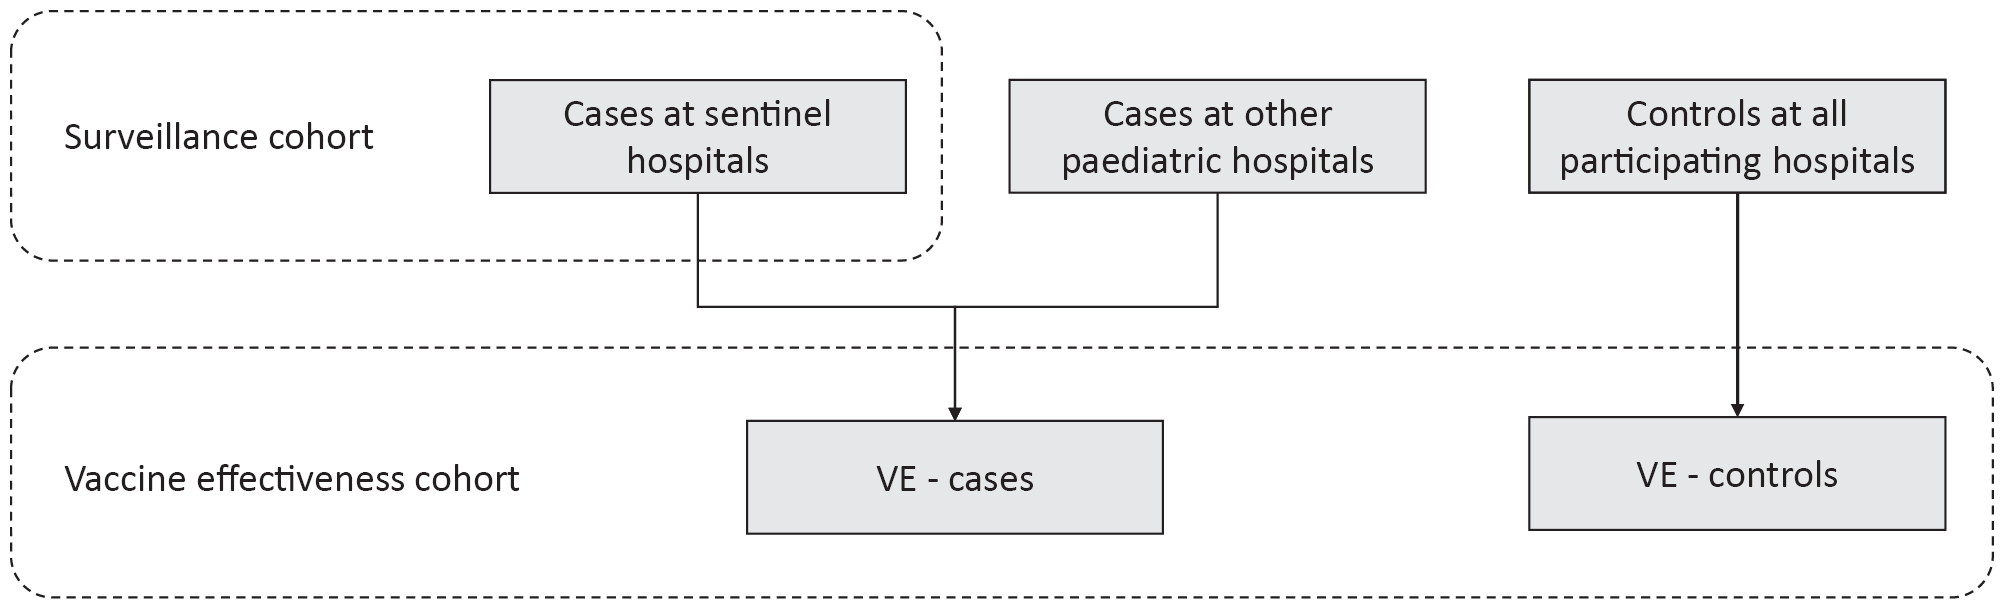 Surveillance cohort
Cases at sentinel
hospitals
Cases at other
paediatric hospitals
Controls at all
participating hospitals
Vaccine effectiveness cohort
VE - cases
VE - controls